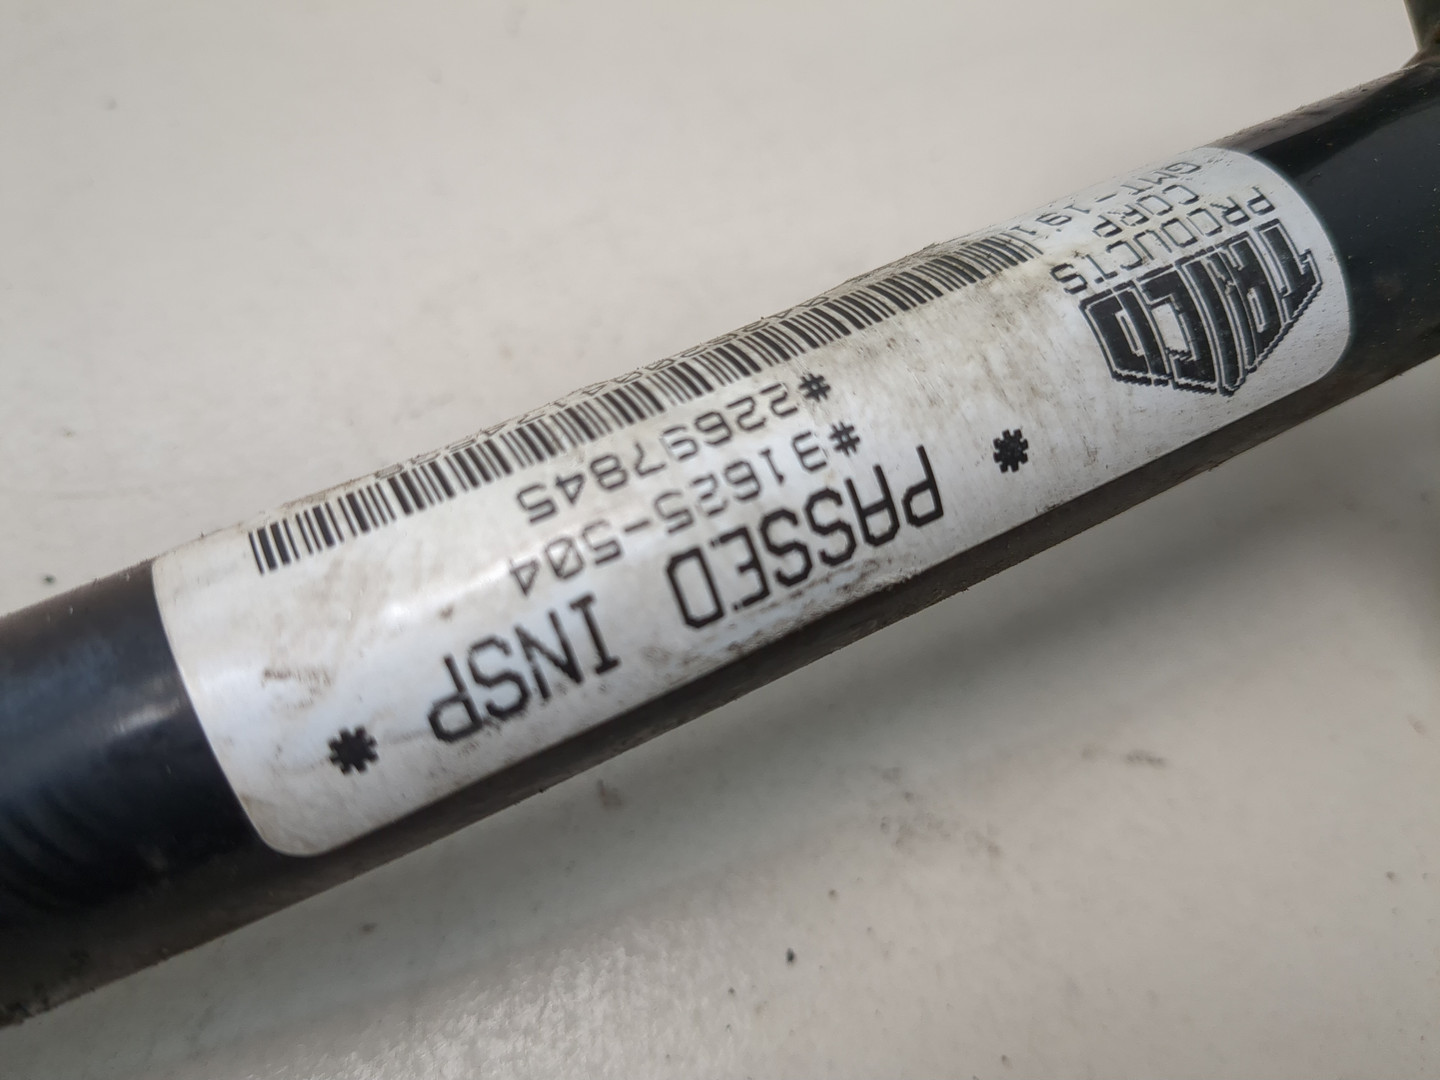 TRICO
PRODUCTS
CORP
GMT-191
* PASSED INSP *
#31625-504
#22697845